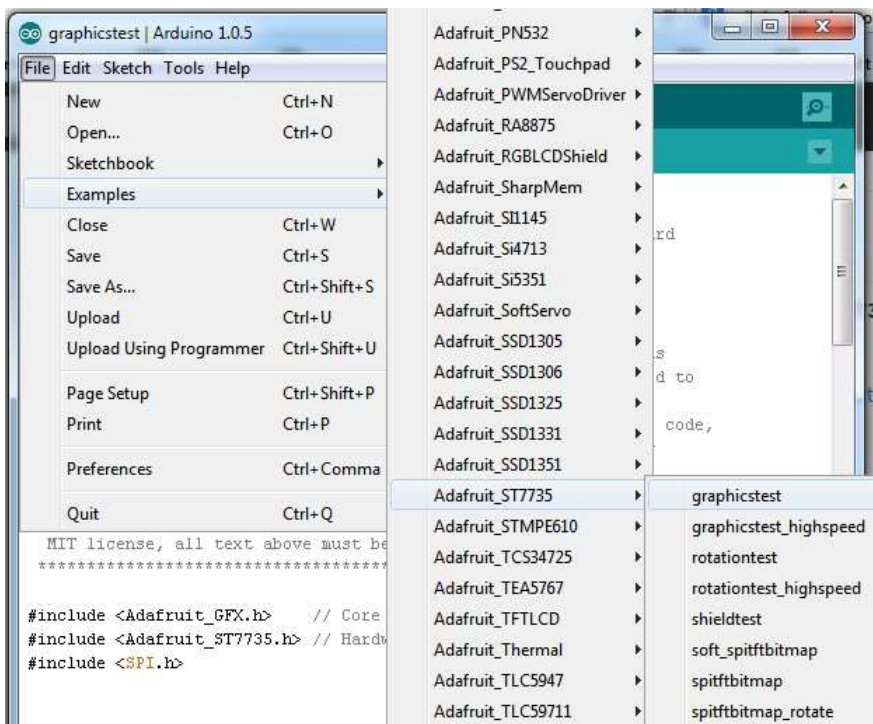 graphicstest | Arduino 1.0.5
File Edit Sketch Tools Help
New Ctrl+N
Open... Ctrl+O
Sketchbook
Examples
Close Ctrl+W
Save Ctrl+S
Save As... Ctrl+Shift+S
Upload Ctrl+U
Upload Using Programmer Ctrl+Shift+U
Page Setup Ctrl+Shift+P
Print Ctrl+P
Preferences Ctrl+Comma
Quit Ctrl+Q
Adafruit_PN532
Adafruit_PS2_Touchpad
Adafruit_PWMServoDriver
Adafruit_RA8875
Adafruit_RGBLCDShield
Adafruit_SharpMem
Adafruit_SI1145
Adafruit_Si4713
Adafruit_Si5351
Adafruit_SoftServo
Adafruit_SSD1305
Adafruit_SSD1306
Adafruit_SSD1325
Adafruit_SSD1331
Adafruit_SSD1351
Adafruit_ST7735
Adafruit_STMPE610
Adafruit_TCS34725
Adafruit_TEA5767
Adafruit_TFTLCD
Adafruit_Thermal
Adafruit_TLC5947
Adafruit_TLC59711
graphicstest
graphicstest_highspeed
rotationtest
rotationtest_highspeed
shieldtest
soft_spitftbitmap
spitftbitmap
spitftbitmap_rotate
rd
s
d to
code,
MIT license, all text above must be
*************************************
#include <Adafruit_GFX.h> // Core
#include <Adafruit_ST7735.h> // Hardw
#include <SPI.h>